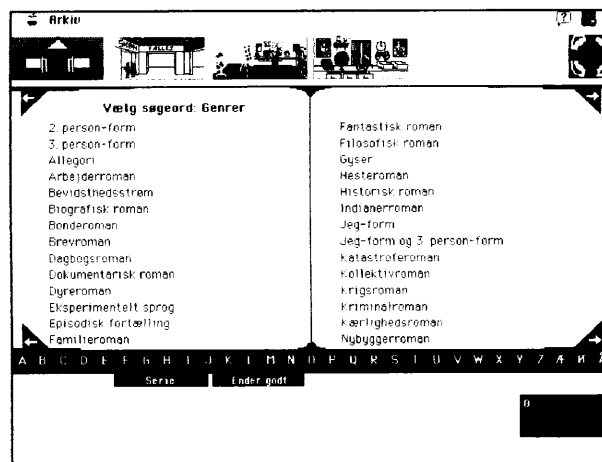 Arkiv
?
Vælg søgeord: Genrer
2. person-form
3. person-form
Allegori
Arbejderroman
Bevidsthedsstrøm
Biografisk roman
Bonderoman
Brevroman
Dagbogsroman
Dokumentarisk roman
Dyreroman
Eksperimentelt sprog
Episodisk fortælling
Familieroman
Fantastisk roman
Filosofisk roman
Gyser
Hesteroman
Historisk roman
Indianerroman
Jeg-form
Jeg-form og 3 person-form
Katastroferoman
Kollektivroman
Krigsroman
Kriminalroman
Kærlighedsroman
Nybyggerroman
A B C D E F G H I J K L M N O P Q R S T U V W X Y Z Æ Ø Å
Serie Ender godt
0